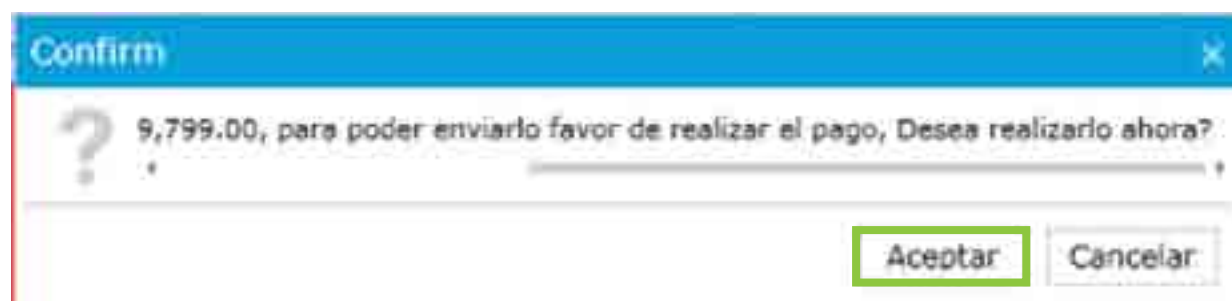 Confirm
9,799.00, para poder enviarlo favor de realizar el pago, Desea realizarlo ahora?
Aceptar Cancelar